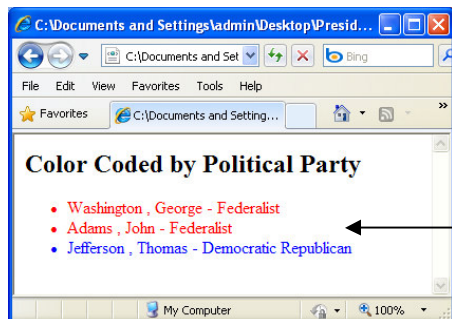 C:\Documents and Settings\admin\Desktop\Presid...
C:\Documents and Set
Bing
File Edit View Favorites Tools Help
Favorites C:\Documents and Setting... »
Color Coded by Political Party
• Washington , George - Federalist
• Adams , John - Federalist
• Jefferson , Thomas - Democratic Republican
My Computer 100%